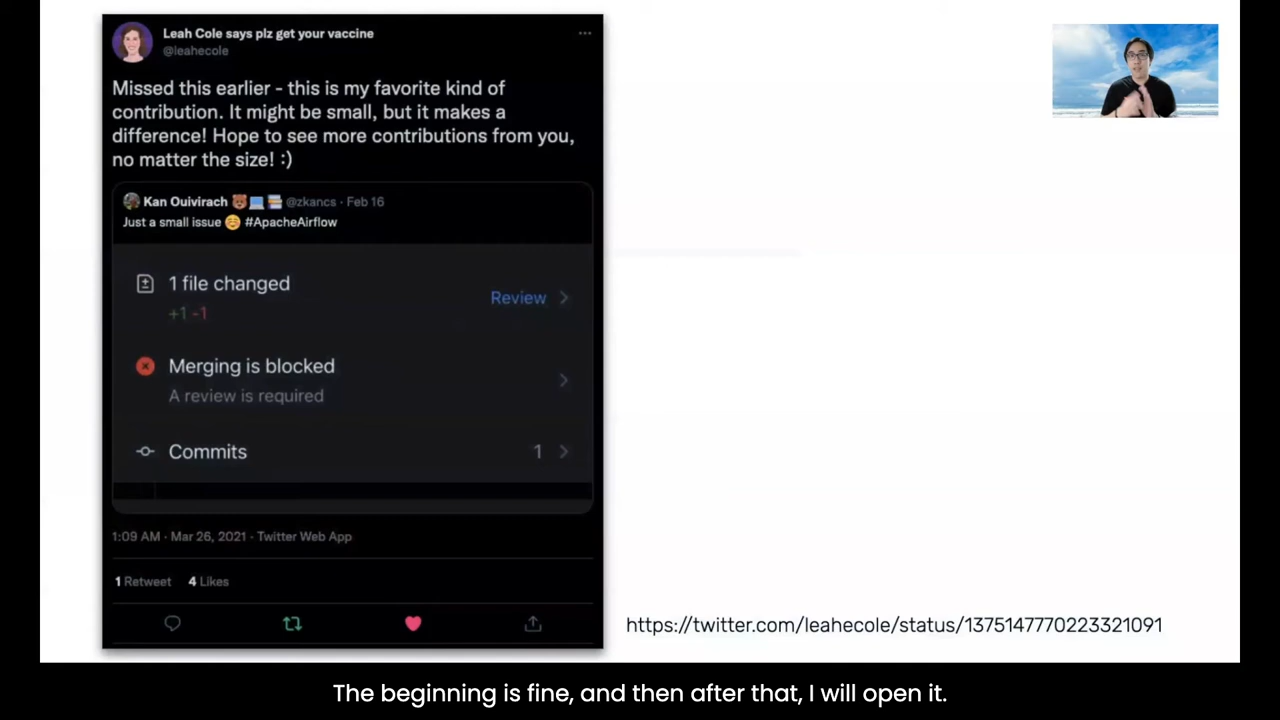 Leah Cole says plz get your vaccine
@leahecole
Missed this earlier - this is my favorite kind of
contribution. It might be small, but it makes a
difference! Hope to see more contributions from you,
no matter the size! :)
Kan Ouivirach 🐻💻📚 @zkancs · Feb 16
Just a small issue ☺️ #ApacheAirflow
1 file changed
+1 -1
Review
Merging is blocked
A review is required
Commits 1
1:09 AM · Mar 26, 2021 · Twitter Web App
1 Retweet 4 Likes
https://twitter.com/leahecole/status/1375147770223321091
The beginning is fine, and then after that, I will open it.